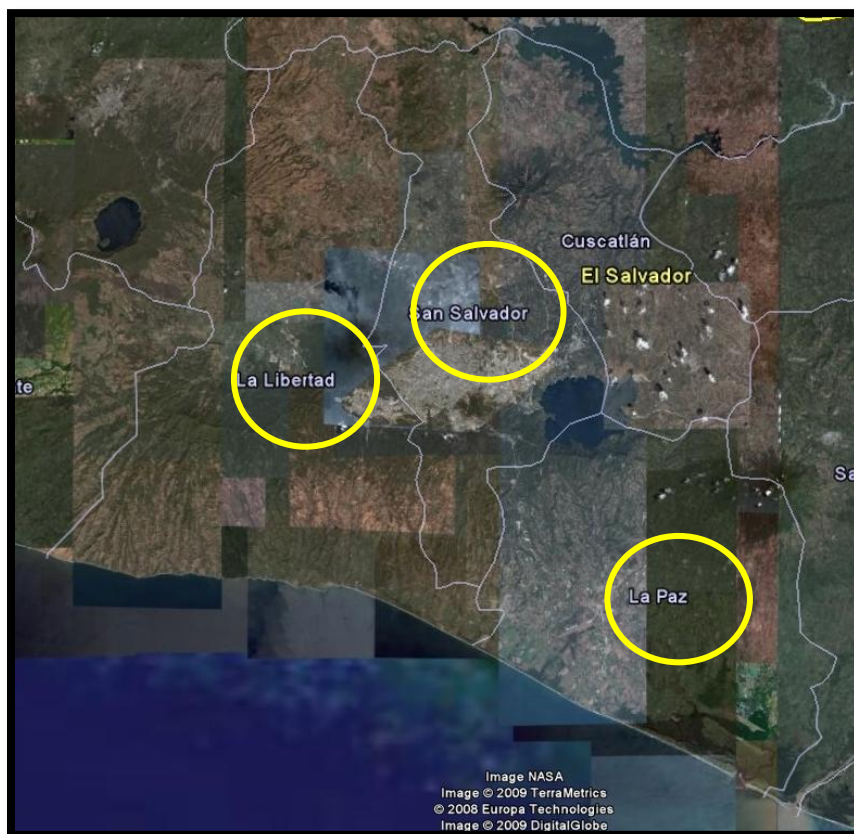 Cuscatlán
El Salvador
San Salvador
La Libertad
te
La Paz
Sa
Image NASA
Image © 2009 TerraMetrics
© 2008 Europa Technologies
Image © 2009 DigitalGlobe